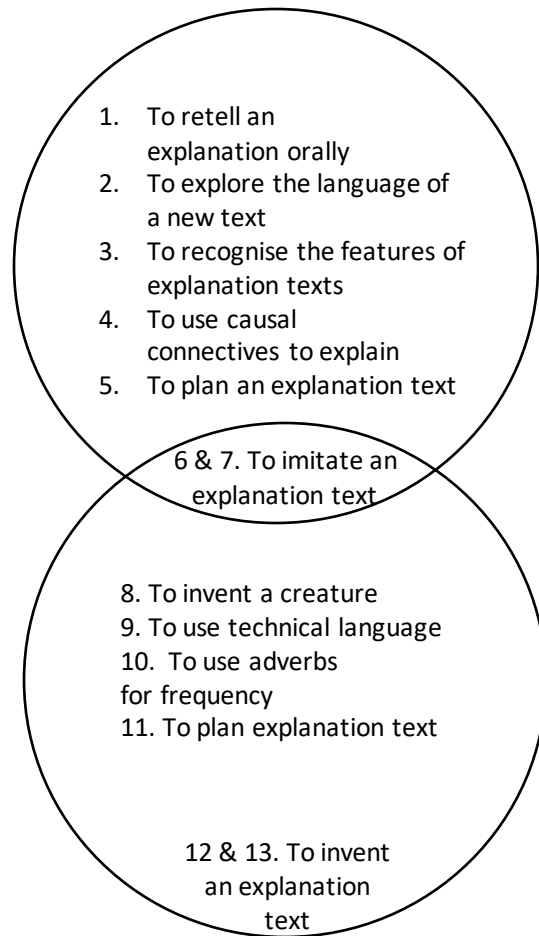 1. To retell an
explanation orally
2. To explore the language of
a new text
3. To recognise the features of
explanation texts
4. To use causal
connectives to explain
5. To plan an explanation text
6 & 7. To imitate an
explanation text
8. To invent a creature
9. To use technical language
10. To use adverbs
for frequency
11. To plan explanation text
12 & 13. To invent
an explanation
text